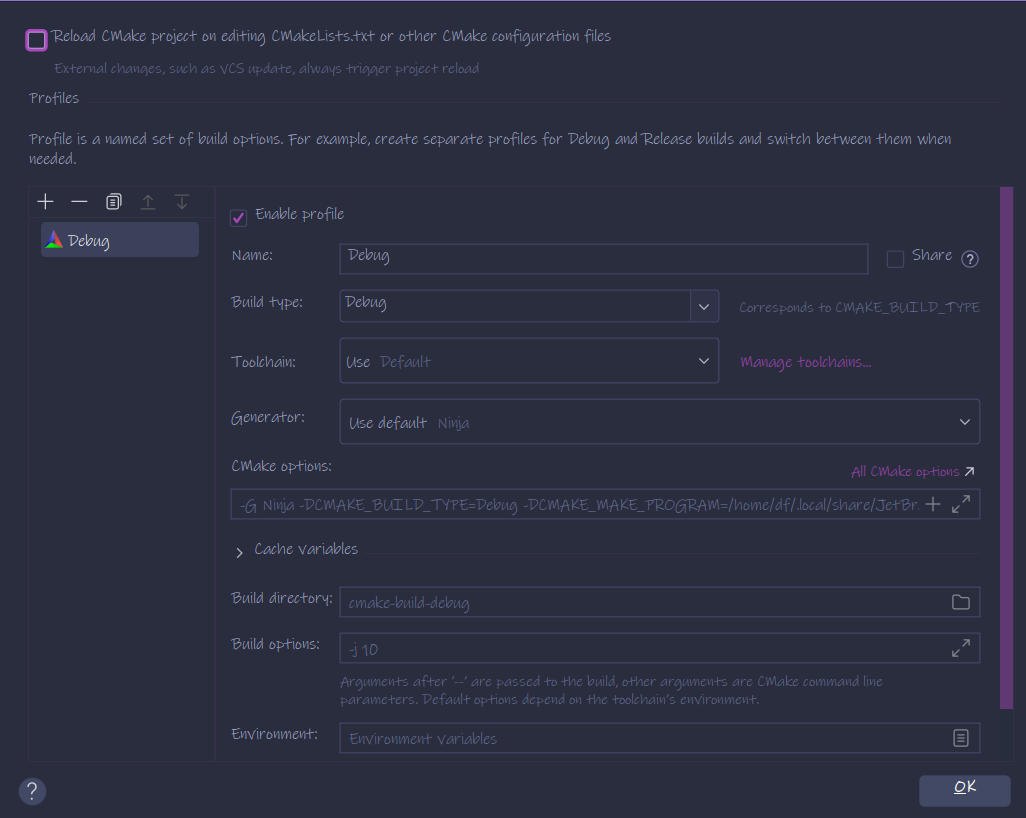 Reload CMake project on editing CMakeLists.txt or other CMake configuration files
External changes, such as VCS update, always trigger project reload
Profiles
Profile is a named set of build options. For example, create separate profiles for Debug and Release builds and switch between them when
needed.
Debug
Enable profile
Name: Debug Share ?
Build type: Debug Corresponds to CMAKE_BUILD_TYPE
Toolchain: Use Default Manage toolchains...
Generator: Use default Ninja
CMake options: All CMake options
-G Ninja -DCMAKE_BUILD_TYPE=Debug -DCMAKE_MAKE_PROGRAM=/home/df/.local/share/JetBr
Cache variables
Build directory: cmake-build-debug
Build options: -j 10
Arguments after '--' are passed to the build, other arguments are CMake command line
parameters. Default options depend on the toolchain's environment.
Environment: Environment variables
? OK